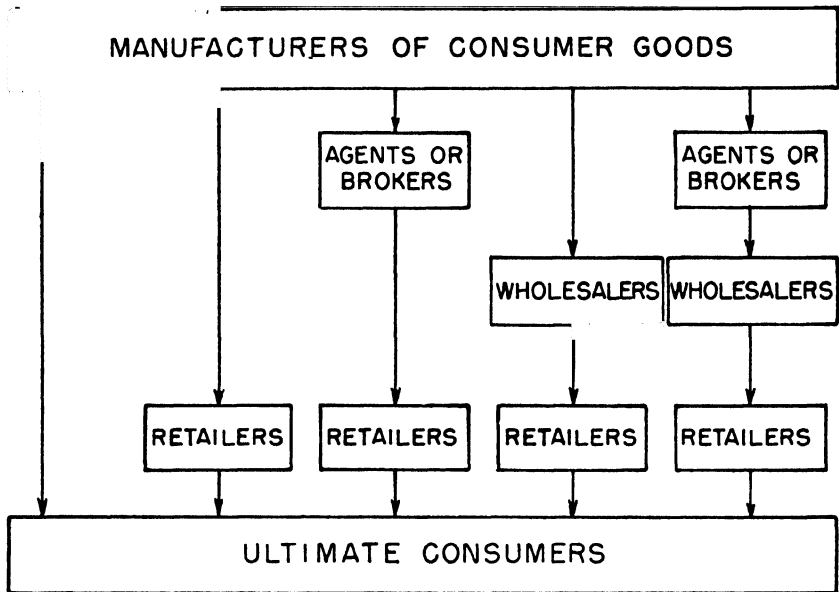 MANUFACTURERS OF CONSUMER GOODS
AGENTS OR
BROKERS
AGENTS OR
BROKERS
WHOLESALERS
WHOLESALERS
RETAILERS
RETAILERS
RETAILERS
RETAILERS
ULTIMATE CONSUMERS